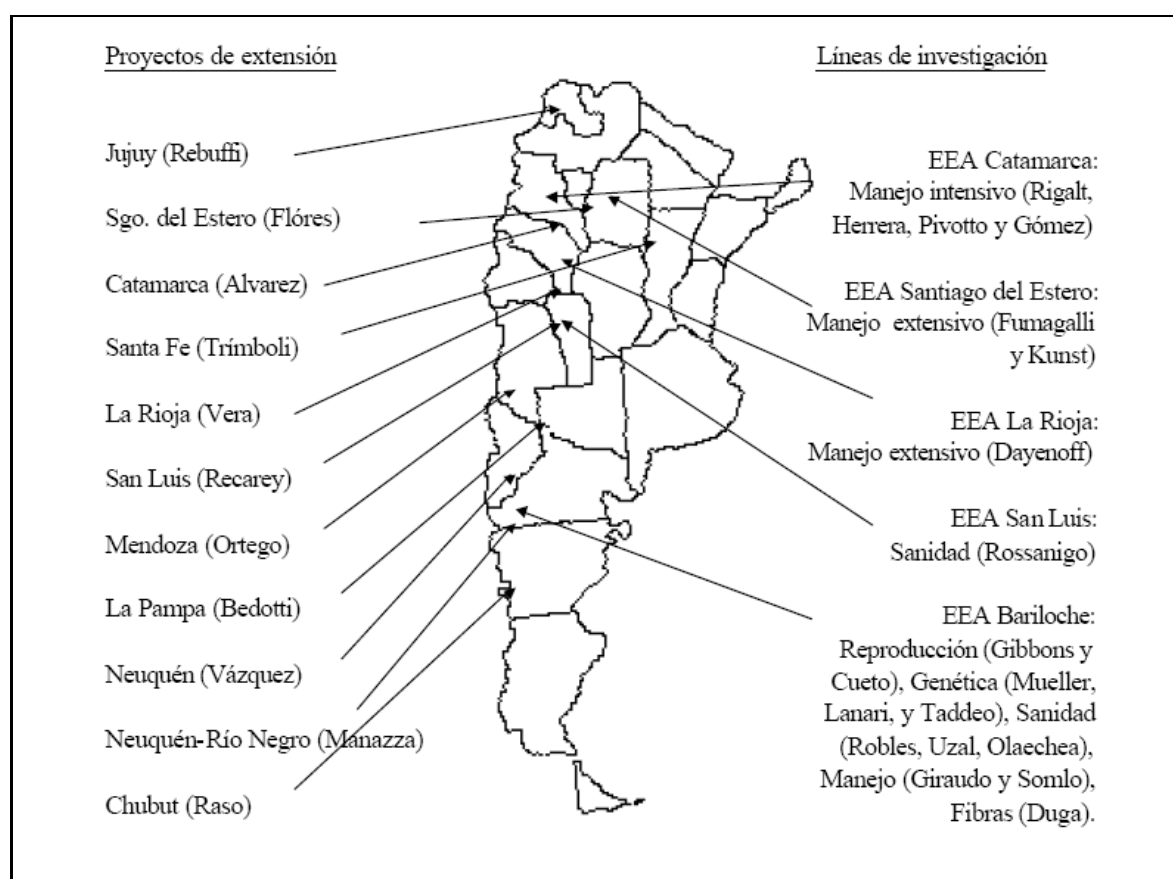 Proyectos de extensión
Jujuy (Rebuffi)
Sgo. del Estero (Flóres)
Catamarca (Alvarez)
Santa Fe (Trímboli)
La Rioja (Vera)
San Luis (Recarey)
Mendoza (Ortego)
La Pampa (Bedotti)
Neuquén (Vázquez)
Neuquén-Río Negro (Manazza)
Chubut (Raso)
Líneas de investigación
EEA Catamarca:
Manejo intensivo (Rigalt,
Herrera, Pivotto y Gómez)
EEA Santiago del Estero:
Manejo extensivo (Fumagalli
y Kunst)
EEA La Rioja:
Manejo extensivo (Dayenoff)
EEA San Luis:
Sanidad (Rossanigo)
EEA Bariloche:
Reproducción (Gibbons y
Cueto), Genética (Mueller,
Lanari, y Taddeo), Sanidad
(Robles, Uzal, Olaechea),
Manejo (Giraudo y Somlo),
Fibras (Duga).